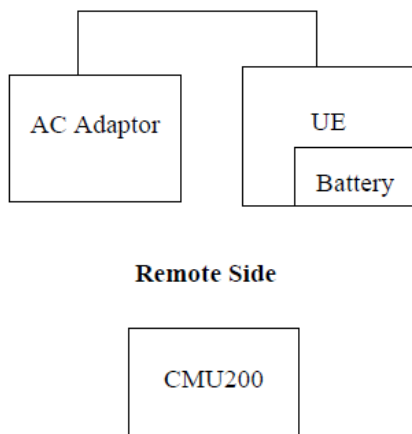 AC Adaptor
UE
Battery
Remote Side
CMU200